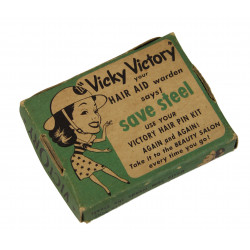 "Vicky Victory"
your
HAIR AID warden
says!
save steel
USE YOUR
VICTORY HAIR PIN KIT
AGAIN and AGAIN!
Take it to the BEAUTY SALON
every time you go!